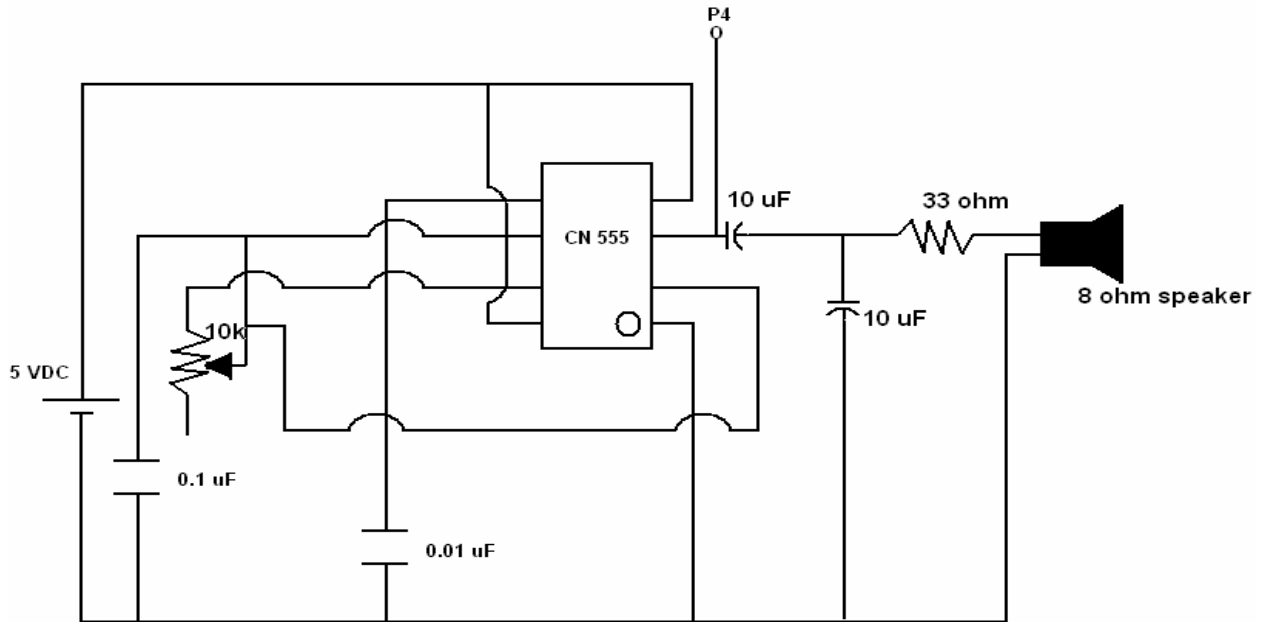 P4
10 uF
33 ohm
CN 555
8 ohm speaker
10 uF
10k
5 VDC
0.1 uF
0.01 uF